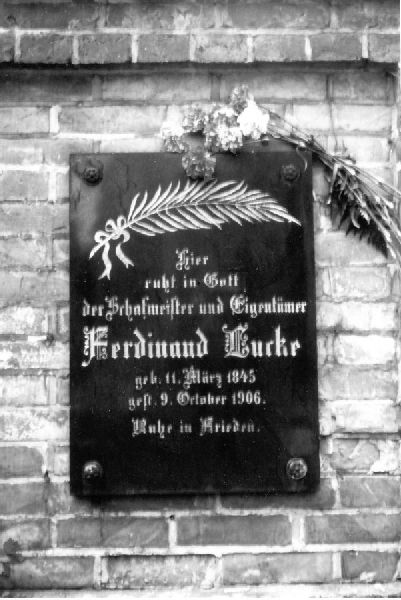 Hier
ruht in Gott
der Schafmeister und Eigentümer
Ferdinand Lucke
geb. 11. März 1845
gest. 9. October 1906.
Ruhe in Frieden.